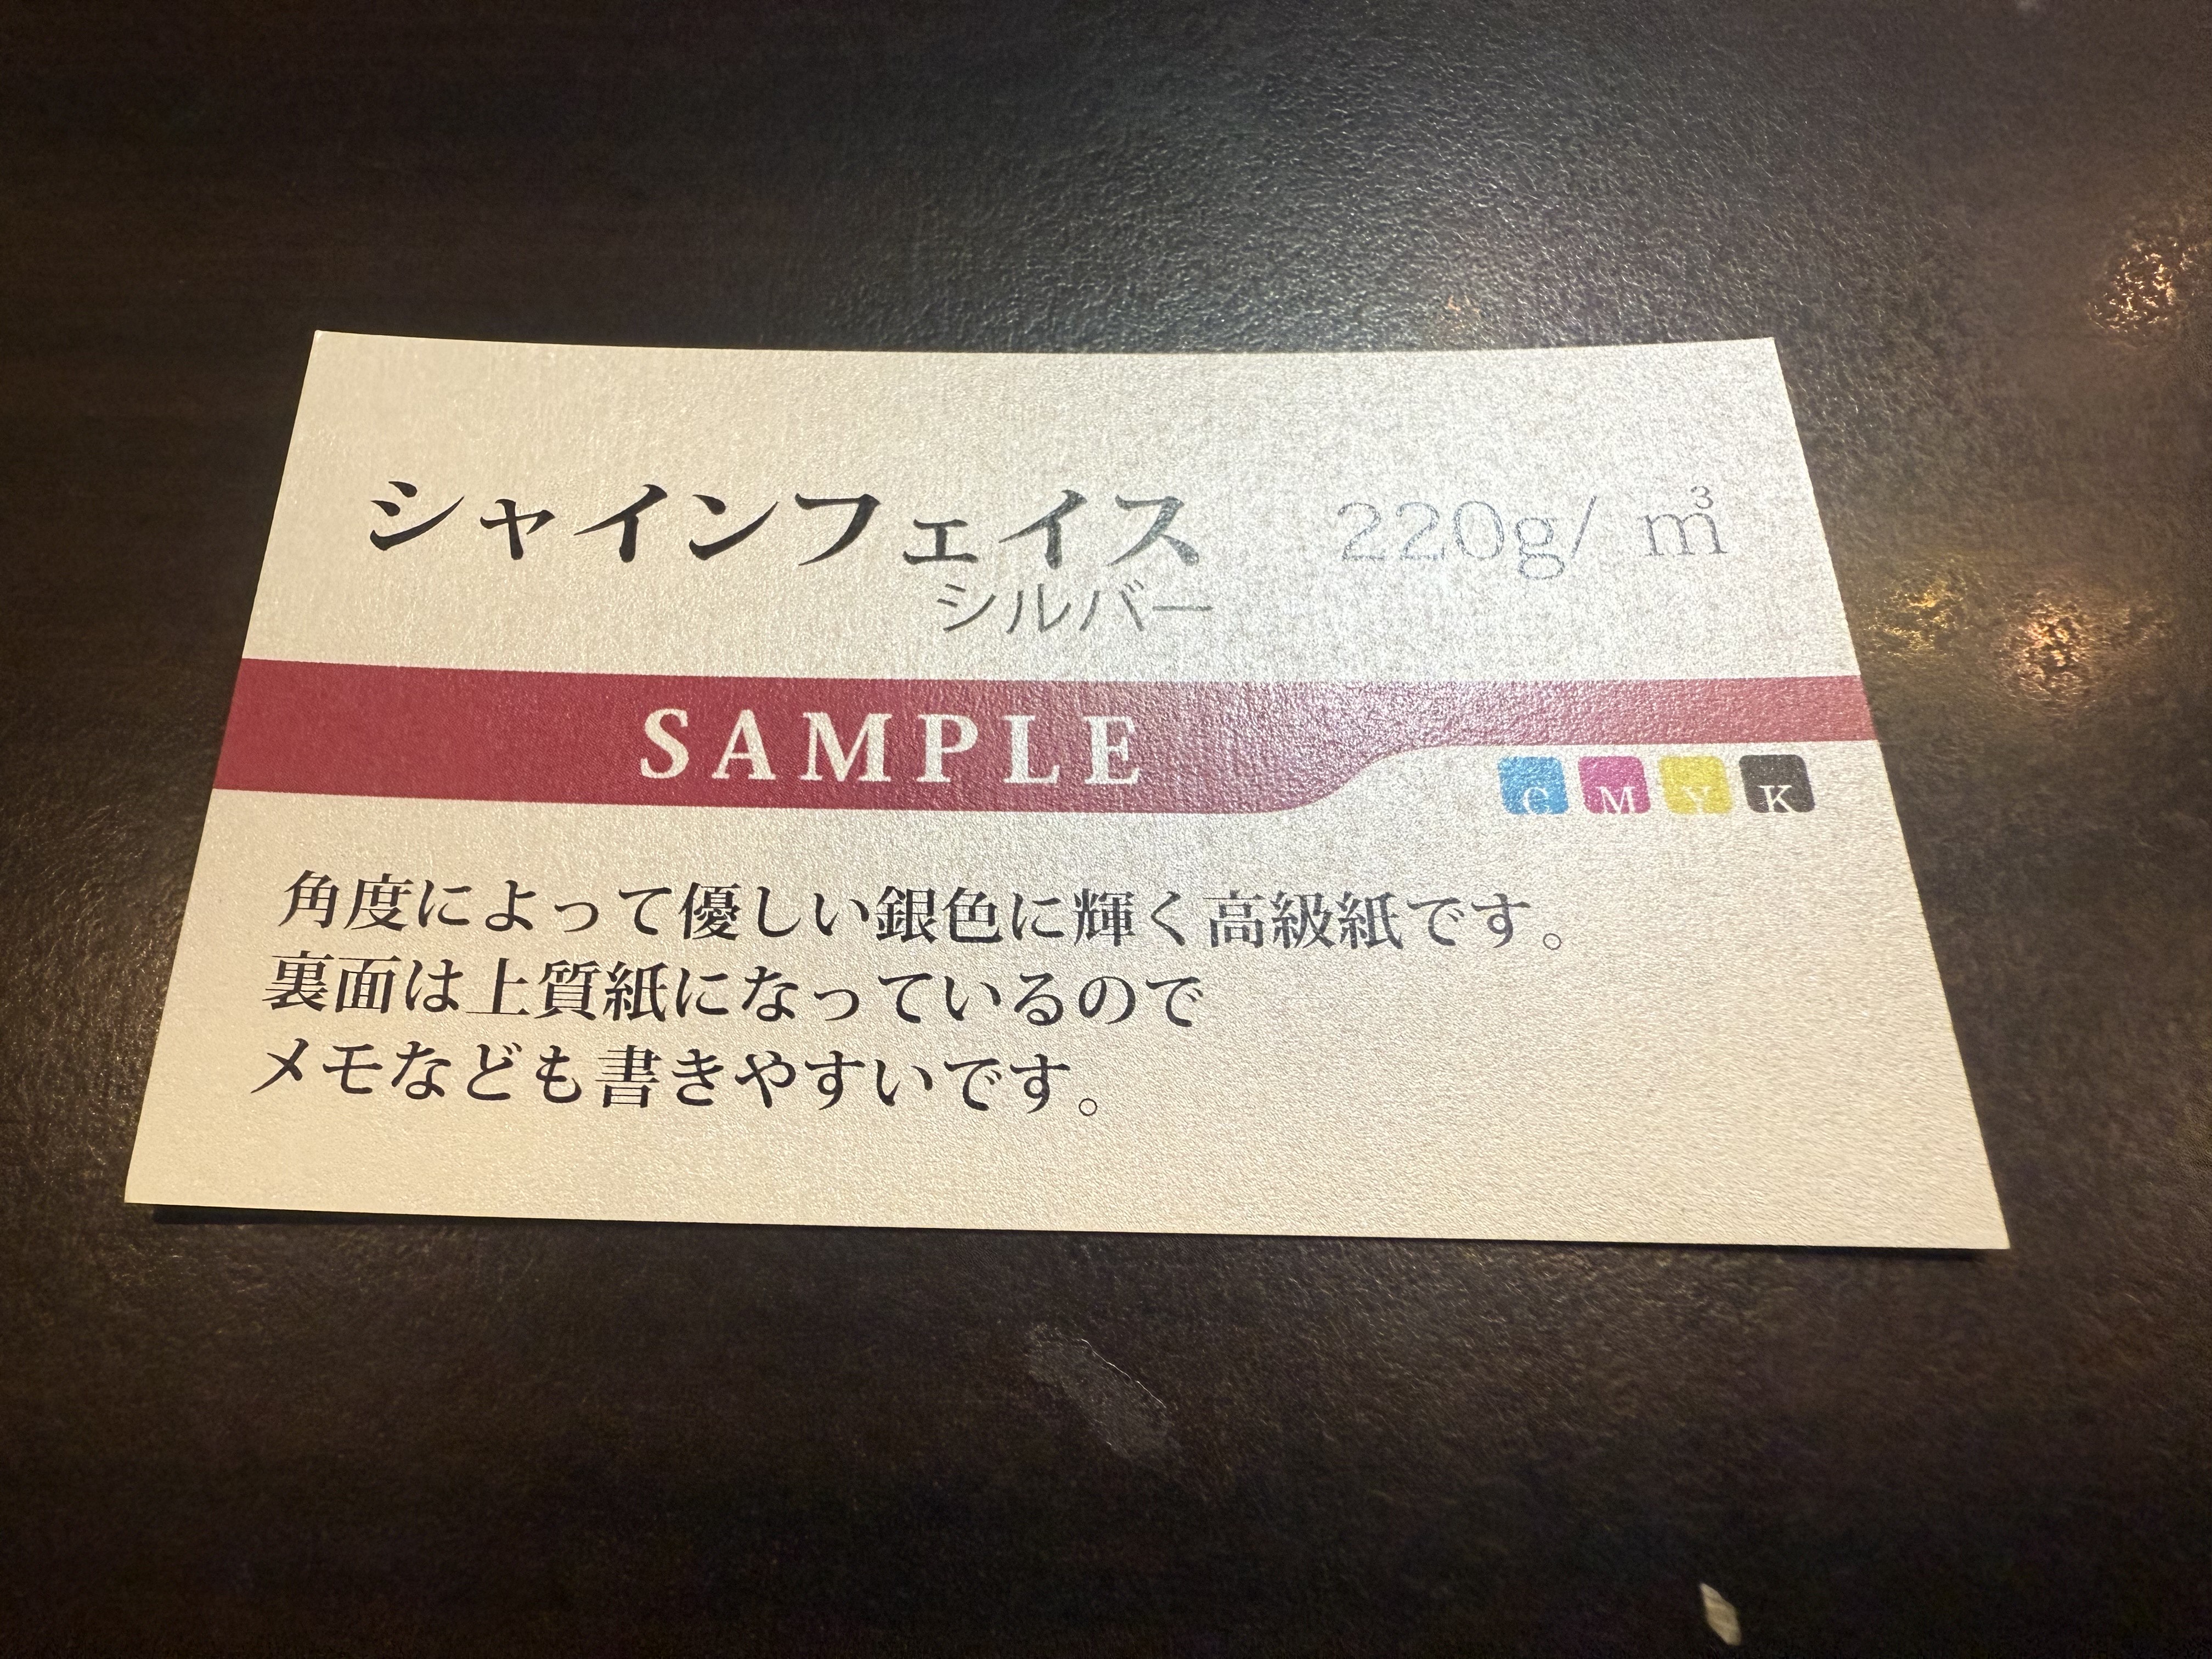 シャインフェイス 220g/ ㎥
シルバー
SAMPLE
C M Y K
角度によって優しい銀色に輝く高級紙です。
裏面は上質紙になっているので
メモなども書きやすいです。